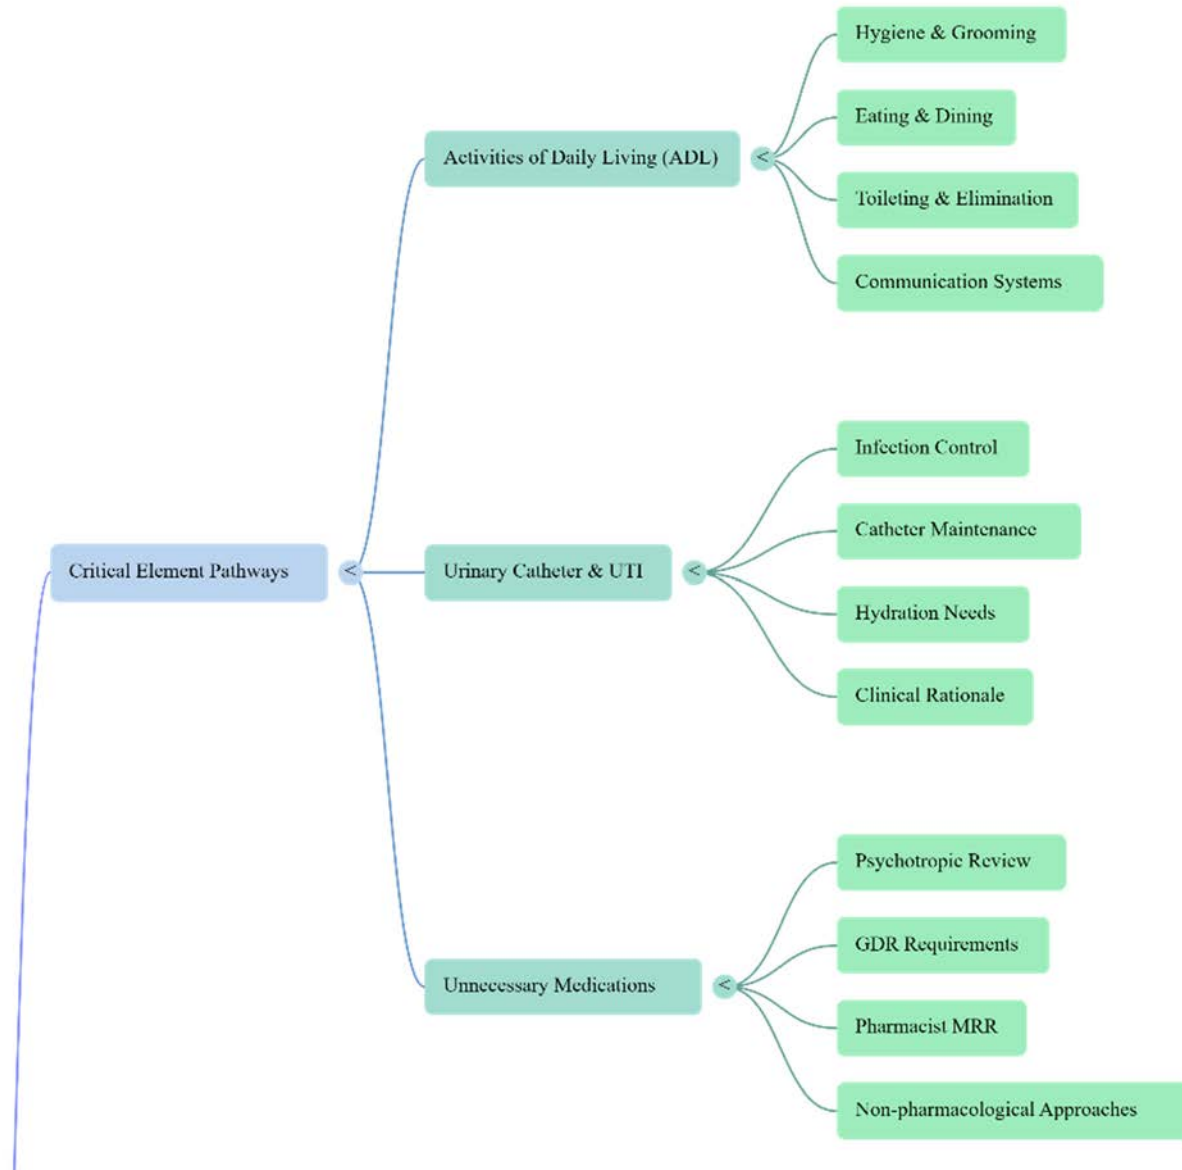 Hygiene & Grooming
Eating & Dining
Activities of Daily Living (ADL)
<
Toileting & Elimination
Communication Systems
Infection Control
Catheter Maintenance
Critical Element Pathways
<
Urinary Catheter & UTI
<
Hydration Needs
Clinical Rationale
Psychotropic Review
GDR Requirements
Unnecessary Medications
<
Pharmacist MRR
Non-pharmacological Approaches